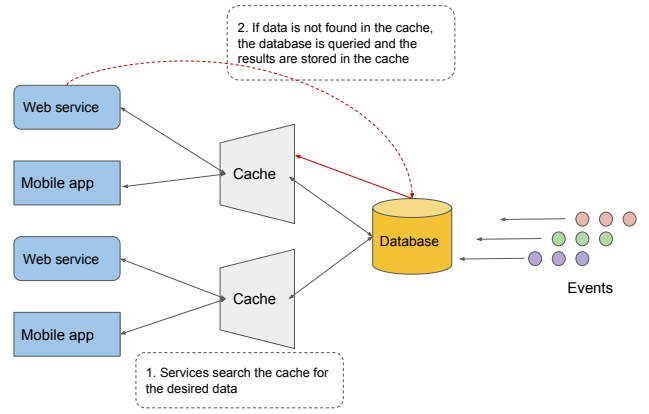 2. If data is not found in the cache,
the database is queried and the
results are stored in the cache
Web service
Mobile app
Cache
Database
Web service
Mobile app
Cache
Events
1. Services search the cache for
the desired data